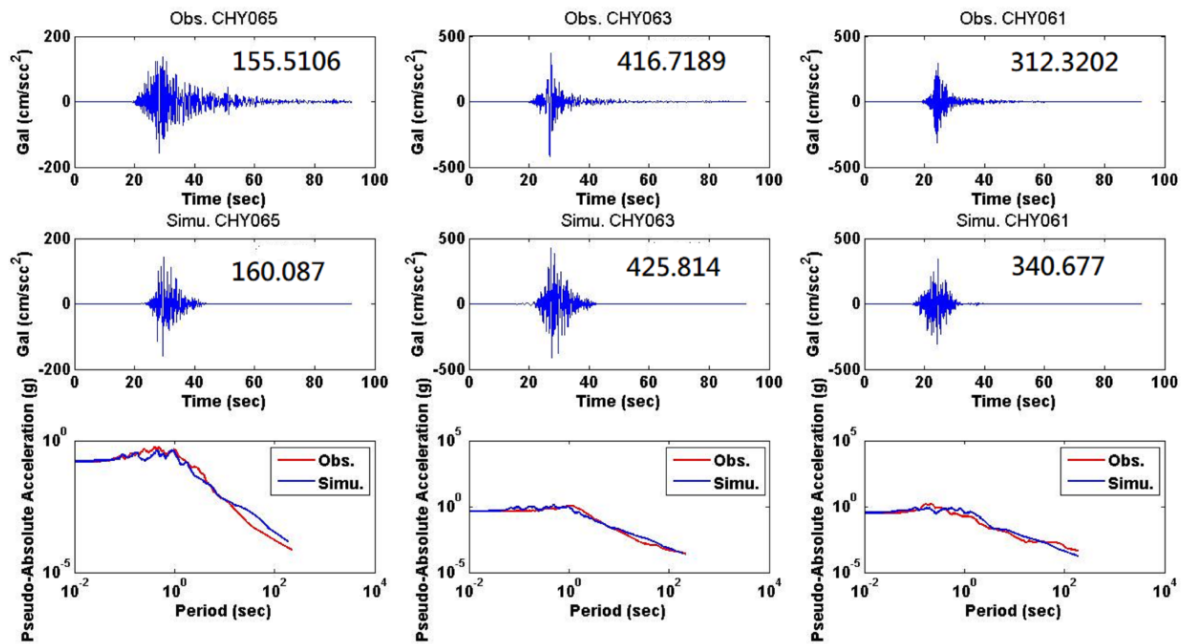 Obs. CHY065
Obs. CHY063
Obs. CHY061
200
0
-200
Gal (cm/scc²)
155.5106
0 20 40 60 80 100
Time (sec)
500
0
-500
Gal (cm/scc²)
416.7189
0 20 40 60 80 100
Time (sec)
500
0
-500
Gal (cm/scc²)
312.3202
0 20 40 60 80 100
Time (sec)
Simu. CHY065
Simu. CHY063
Simu. CHY061
200
0
-200
Gal (cm/scc²)
160.087
0 20 40 60 80 100
Time (sec)
500
0
-500
Gal (cm/scc²)
425.814
0 20 40 60 80 100
Time (sec)
500
0
-500
Gal (cm/scc²)
340.677
0 20 40 60 80 100
Time (sec)
Pseudo-Absolute Acceleration (g)
10⁰
10⁻⁵
Obs.
Simu.
10⁻² 10⁰ 10² 10⁴
Period (sec)
Pseudo-Absolute Acceleration (g)
10⁵
10⁰
10⁻⁵
Obs.
Simu.
10⁻² 10⁰ 10² 10⁴
Period (sec)
Pseudo-Absolute Acceleration (g)
10⁵
10⁰
10⁻⁵
Obs.
Simu.
10⁻² 10⁰ 10² 10⁴
Period (sec)